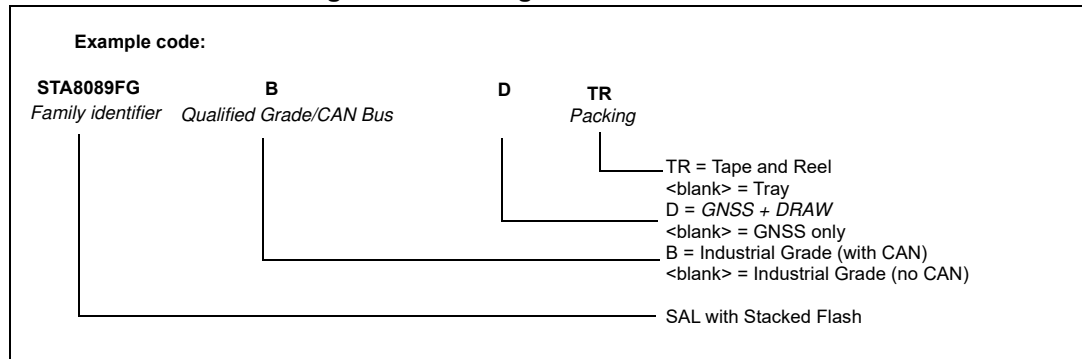 Example code:
STA8089FG B D TR
Family identifier Qualified Grade/CAN Bus Packing
TR = Tape and Reel
<blank> = Tray
D = GNSS + DRAW
<blank> = GNSS only
B = Industrial Grade (with CAN)
<blank> = Industrial Grade (no CAN)
SAL with Stacked Flash